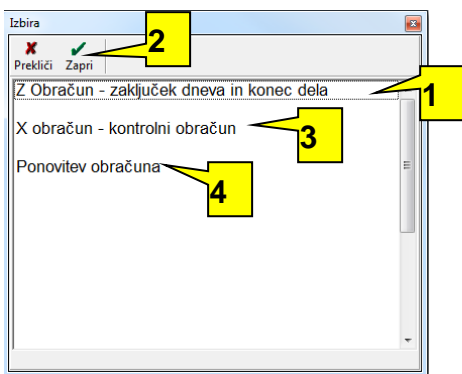 Izbira
2
Prekliči Zapri
Z Obračun - zaključek dneva in konec dela
1
X obračun - kontrolni obračun
3
Ponovitev obračuna
4